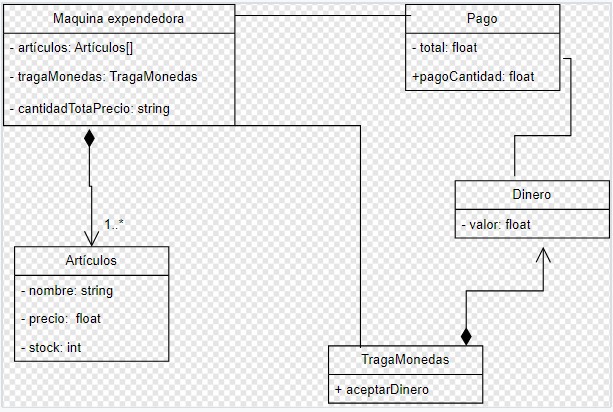 Maquina expendedora
- artículos: Artículos[]
- tragaMonedas: TragaMonedas
- cantidadTotaPrecio: string
Pago
- total: float
+pagoCantidad: float
Dinero
- valor: float
1..*
Artículos
- nombre: string
- precio:  float
- stock: int
TragaMonedas
+ aceptarDinero